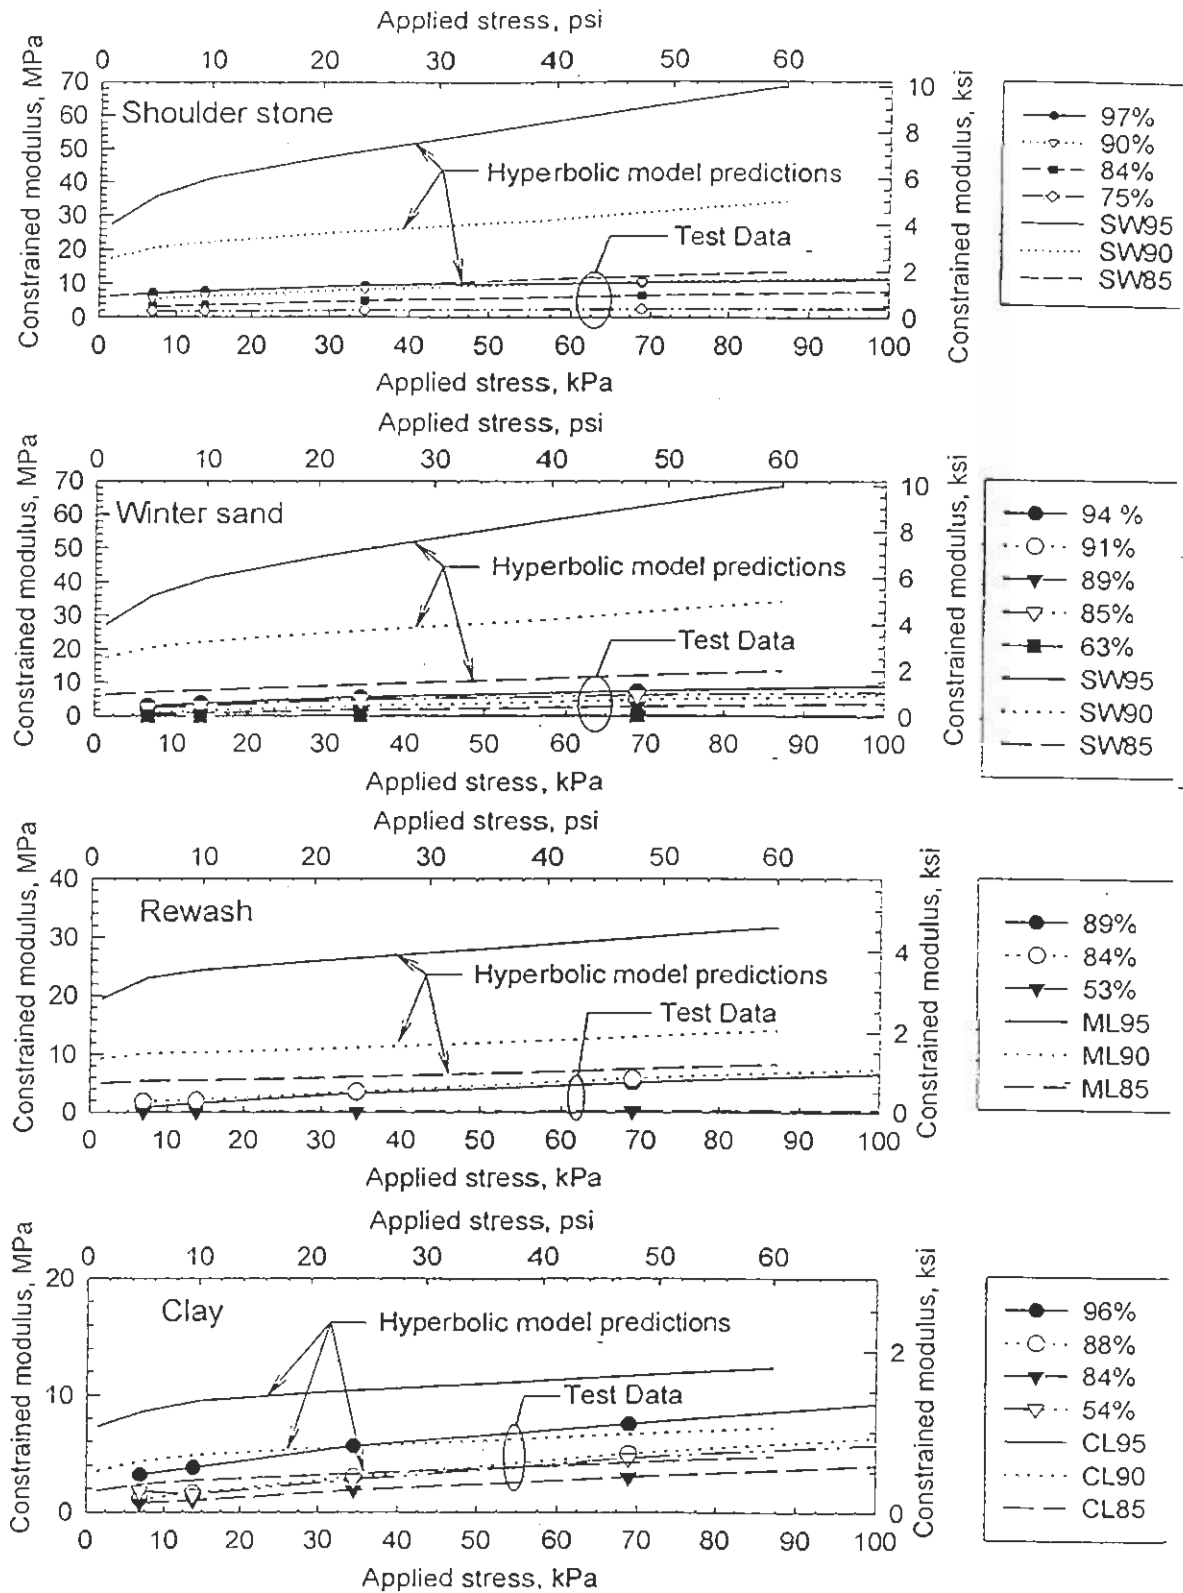 Applied stress, psi
0 10 20 30 40 50 60
Constrained modulus, MPa
70
60
50
40
30
20
10
0
Shoulder stone
Hyperbolic model predictions
Test Data
10
8
6
4
2
0
Constrained modulus, ksi
0 10 20 30 40 50 60 70 80 90 100
Applied stress, kPa
97%
90%
84%
75%
SW95
SW90
SW85
Applied stress, psi
0 10 20 30 40 50 60
Constrained modulus, MPa
70
60
50
40
30
20
10
0
Winter sand
Hyperbolic model predictions
Test Data
10
8
6
4
2
0
Constrained modulus, ksi
0 10 20 30 40 50 60 70 80 90 100
Applied stress, kPa
94 %
91%
89%
85%
63%
SW95
SW90
SW85
Applied stress, psi
0 10 20 30 40 50 60
Constrained modulus, MPa
40
30
20
10
0
Rewash
Hyperbolic model predictions
Test Data
4
2
0
Constrained modulus, ksi
0 10 20 30 40 50 60 70 80 90 100
Applied stress, kPa
89%
84%
53%
ML95
ML90
ML85
Applied stress, psi
0 10 20 30 40 50 60
Constrained modulus, MPa
20
10
0
Clay
Hyperbolic model predictions
Test Data
2
0
Constrained modulus, ksi
0 10 20 30 40 50 60 70 80 90 100
Applied stress, kPa
96%
88%
84%
54%
CL95
CL90
CL85